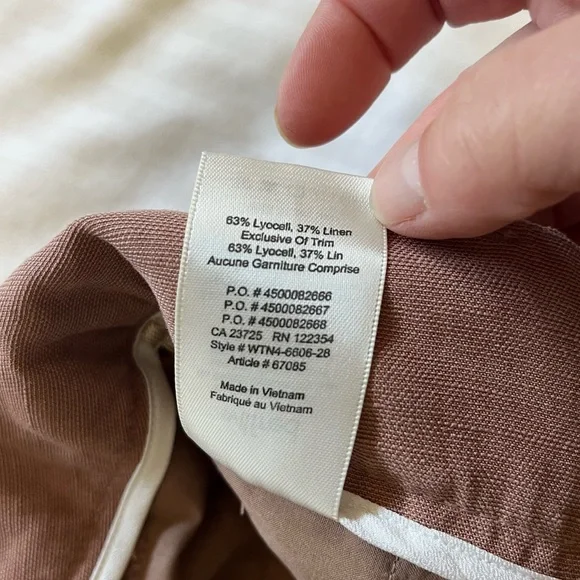 63% Lyocell, 37% Linen
Exclusive Of Trim
63% Lyocell, 37% Lin
Aucune Garniture Comprise
P.O. # 4500082666
P.O. # 4500082667
P.O. # 4500082668
CA 23725 RN 122354
Style # WTN4-6606-28
Article # 67085
Made in Vietnam
Fabriqué au Vietnam